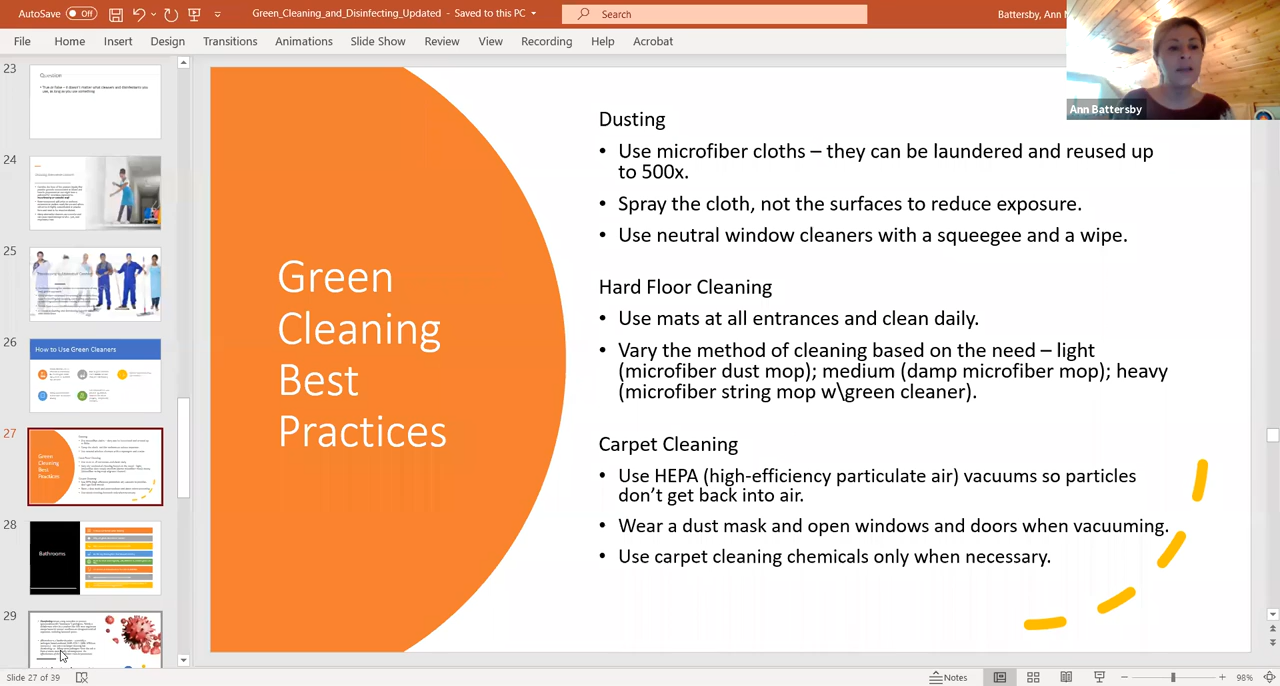 AutoSave Off Green_Cleaning_and_Disinfecting_Updated - Saved to this PC Search Battersby, Ann M
File Home Insert Design Transitions Animations Slide Show Review View Recording Help Acrobat
Ann Battersby
23
24
25
26
How to Use Green Cleaners
27
Green
Cleaning
Best
Practices
28
Bathrooms
29
Green
Cleaning
Best
Practices
Dusting
• Use microfiber cloths – they can be laundered and reused up
to 500x.
• Spray the cloth, not the surfaces to reduce exposure.
• Use neutral window cleaners with a squeegee and a wipe.
Hard Floor Cleaning
• Use mats at all entrances and clean daily.
• Vary the method of cleaning based on the need – light
(microfiber dust mop); medium (damp microfiber mop); heavy
(microfiber string mop w\green cleaner).
Carpet Cleaning
• Use HEPA (high-efficiency particulate air) vacuums so particles
don't get back into air.
• Wear a dust mask and open windows and doors when vacuuming.
• Use carpet cleaning chemicals only when necessary.
Slide 27 of 39 Notes 98%